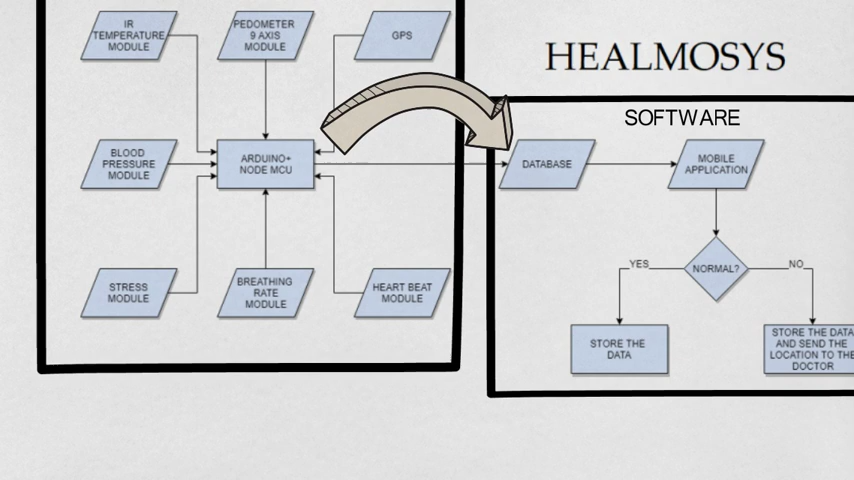 IR
TEMPERATURE
MODULE
PEDOMETER
9 AXIS
MODULE
GPS
BLOOD
PRESSURE
MODULE
ARDUINO+
NODE MCU
STRESS
MODULE
BREATHING
RATE
MODULE
HEART BEAT
MODULE
HEALMOSYS
SOFTWARE
DATABASE
MOBILE
APPLICATION
NORMAL?
YES
NO
STORE THE
DATA
STORE THE DATA
AND SEND THE
LOCATION TO THE
DOCTOR